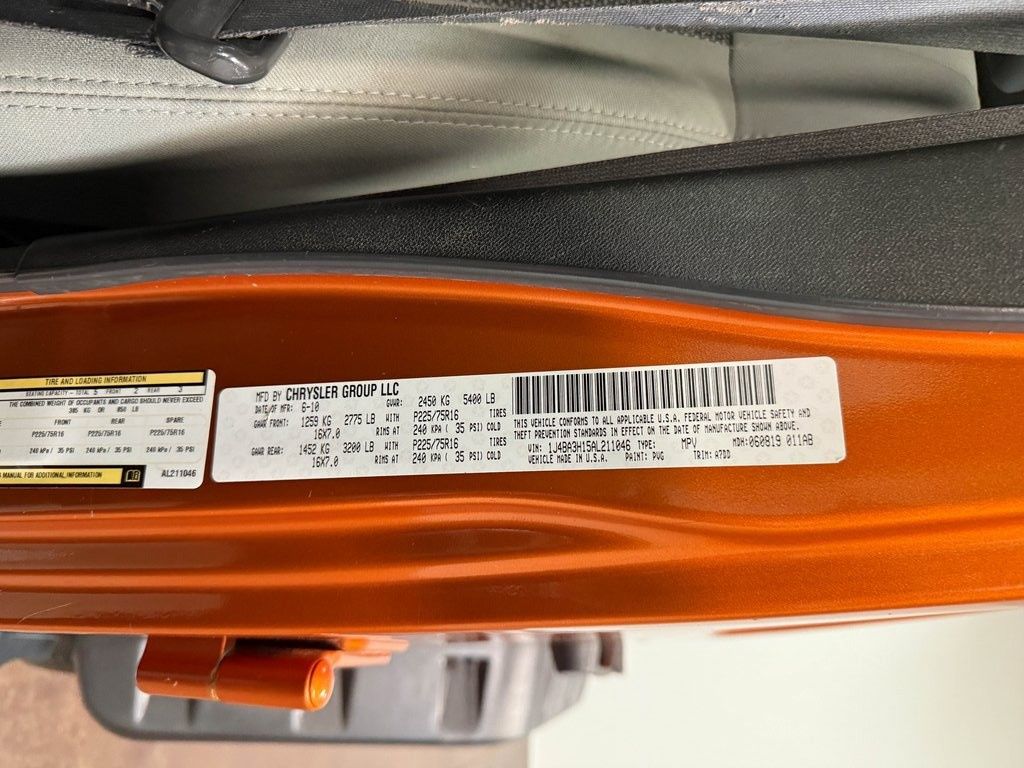 TIRE AND LOADING INFORMATION
SEATING CAPACITY - TOTAL 5 FRONT 2 REAR 3
THE COMBINED WEIGHT OF OCCUPANTS AND CARGO SHOULD NEVER EXCEED
385 KG OR 850 LB
FRONT REAR SPARE
P225/75R16 P225/75R16 P225/75R16
240 kPa / 35 PSI 240 kPa / 35 PSI 240 kPa / 35 PSI
MANUAL FOR ADDITIONAL INFORMATION
AL211046
MFD BY CHRYSLER GROUP LLC
DATE OF MFR: 6-10 GVWR: 2450 KG 5400 LB
GAWR FRONT: 1259 KG 2775 LB WITH P225/75R16 TIRES
16X7.0 RIMS AT 240 KPA ( 35 PSI) COLD
GAWR REAR: 1452 KG 3200 LB WITH P225/75R16 TIRES
16X7.0 RIMS AT 240 KPA ( 35 PSI) COLD
THIS VEHICLE CONFORMS TO ALL APPLICABLE U.S.A. FEDERAL MOTOR VEHICLE SAFETY AND
THEFT PREVENTION STANDARDS IN EFFECT ON THE DATE OF MANUFACTURE SHOWN ABOVE.
VIN: 1J4BA3H15AL211046 TYPE: MPV MDH: 060819 011AB
VEHICLE MADE IN U.S.A. PAINT: PVG TRIM: A7DD